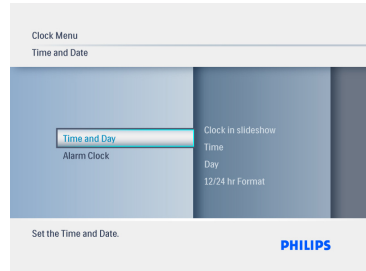 Clock Menu
Time and Date
Time and Day
Alarm Clock
Clock in slideshow
Time
Day
12/24 hr Format
Set the Time and Date.
PHILIPS